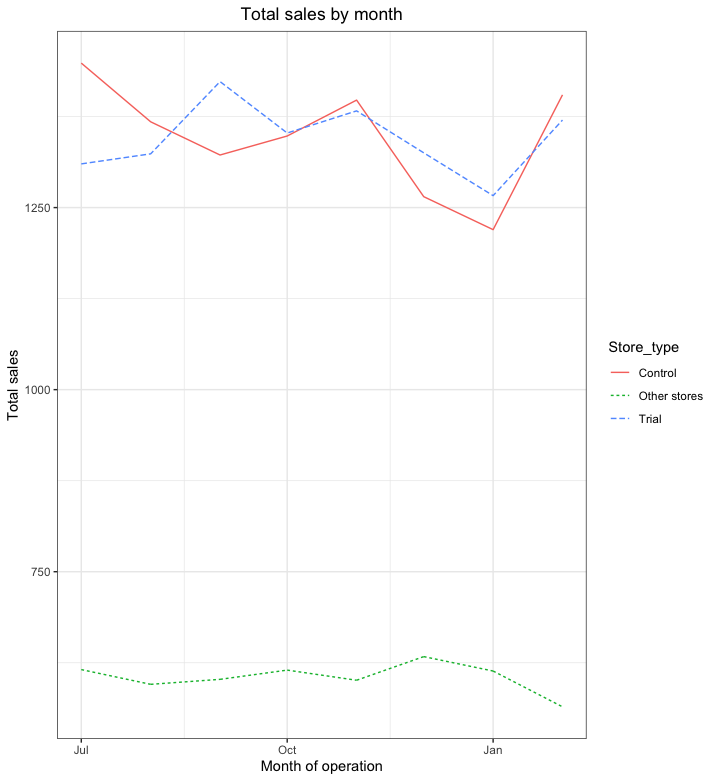 Total sales by month
Total sales
1250
1000
750
Jul
Oct
Jan
Month of operation
Store_type
Control
Other stores
Trial